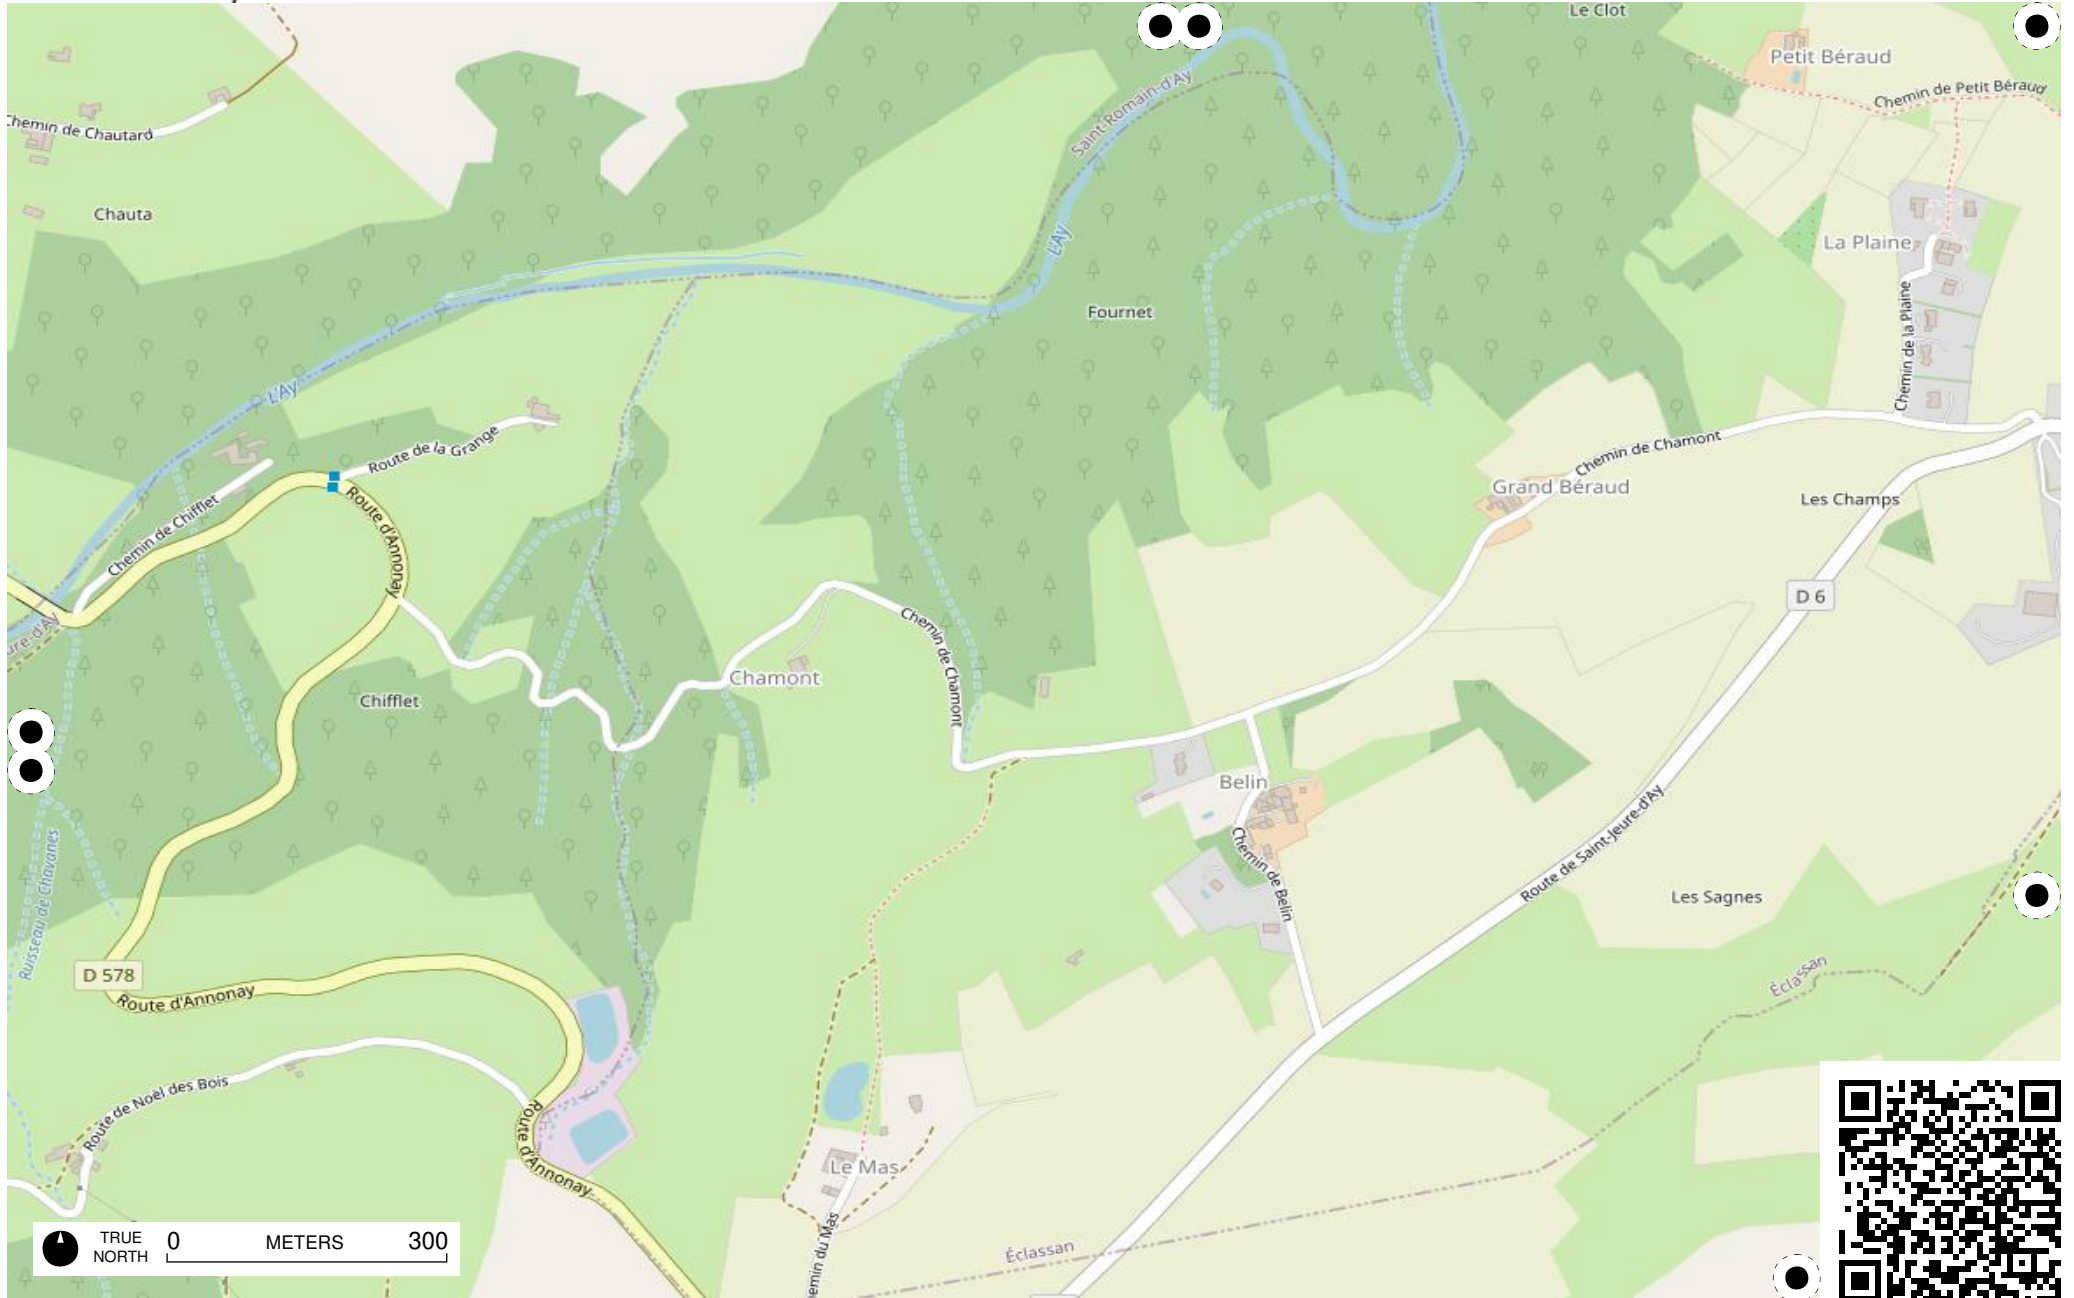 Le Clot
Petit Béraud
Chemin de Petit Béraud
Saint-Romain-d'Ay
Chemin de Chautard
Chauta
La Plaine
L'Ay
Fournet
Chemin de la Plaine
L'Ay
Route de la Grange
Chemin de Chamont
Grand Béraud
Les Champs
Route d'Annonay
Chemin de Chifflet
D 6
ure-d'Ay
Chemin de Chamont
Chamont
Chifflet
Belin
Route de Saint-Jeure-d'Ay
Chemin de Belin
Ruisseau de Chavanes
Les Sagnes
D 578
Éclassan
Route d'Annonay
Route de Noël des Bois
Route d'Annonay
Le Mas
emin du Mas
Éclassan
TRUE NORTH
0 METERS 300